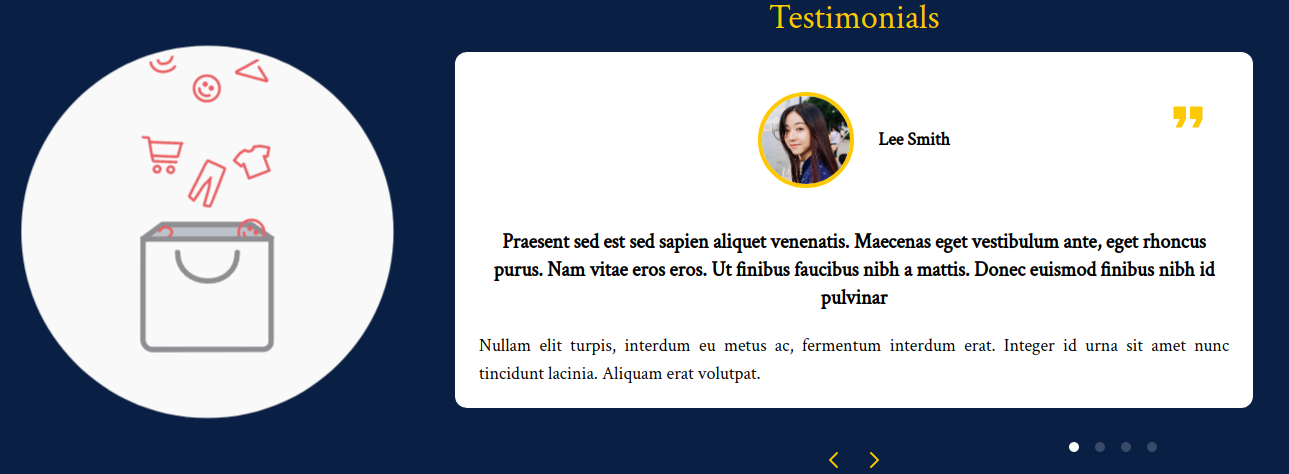 Testimonials
Lee Smith
Praesent sed est sed sapien aliquet venenatis. Maecenas eget vestibulum ante, eget rhoncus
purus. Nam vitae eros eros. Ut finibus faucibus nibh a mattis. Donec euismod finibus nibh id
pulvinar
Nullam elit turpis, interdum eu metus ac, fermentum interdum erat. Integer id urna sit amet nunc
tincidunt lacinia. Aliquam erat volutpat.